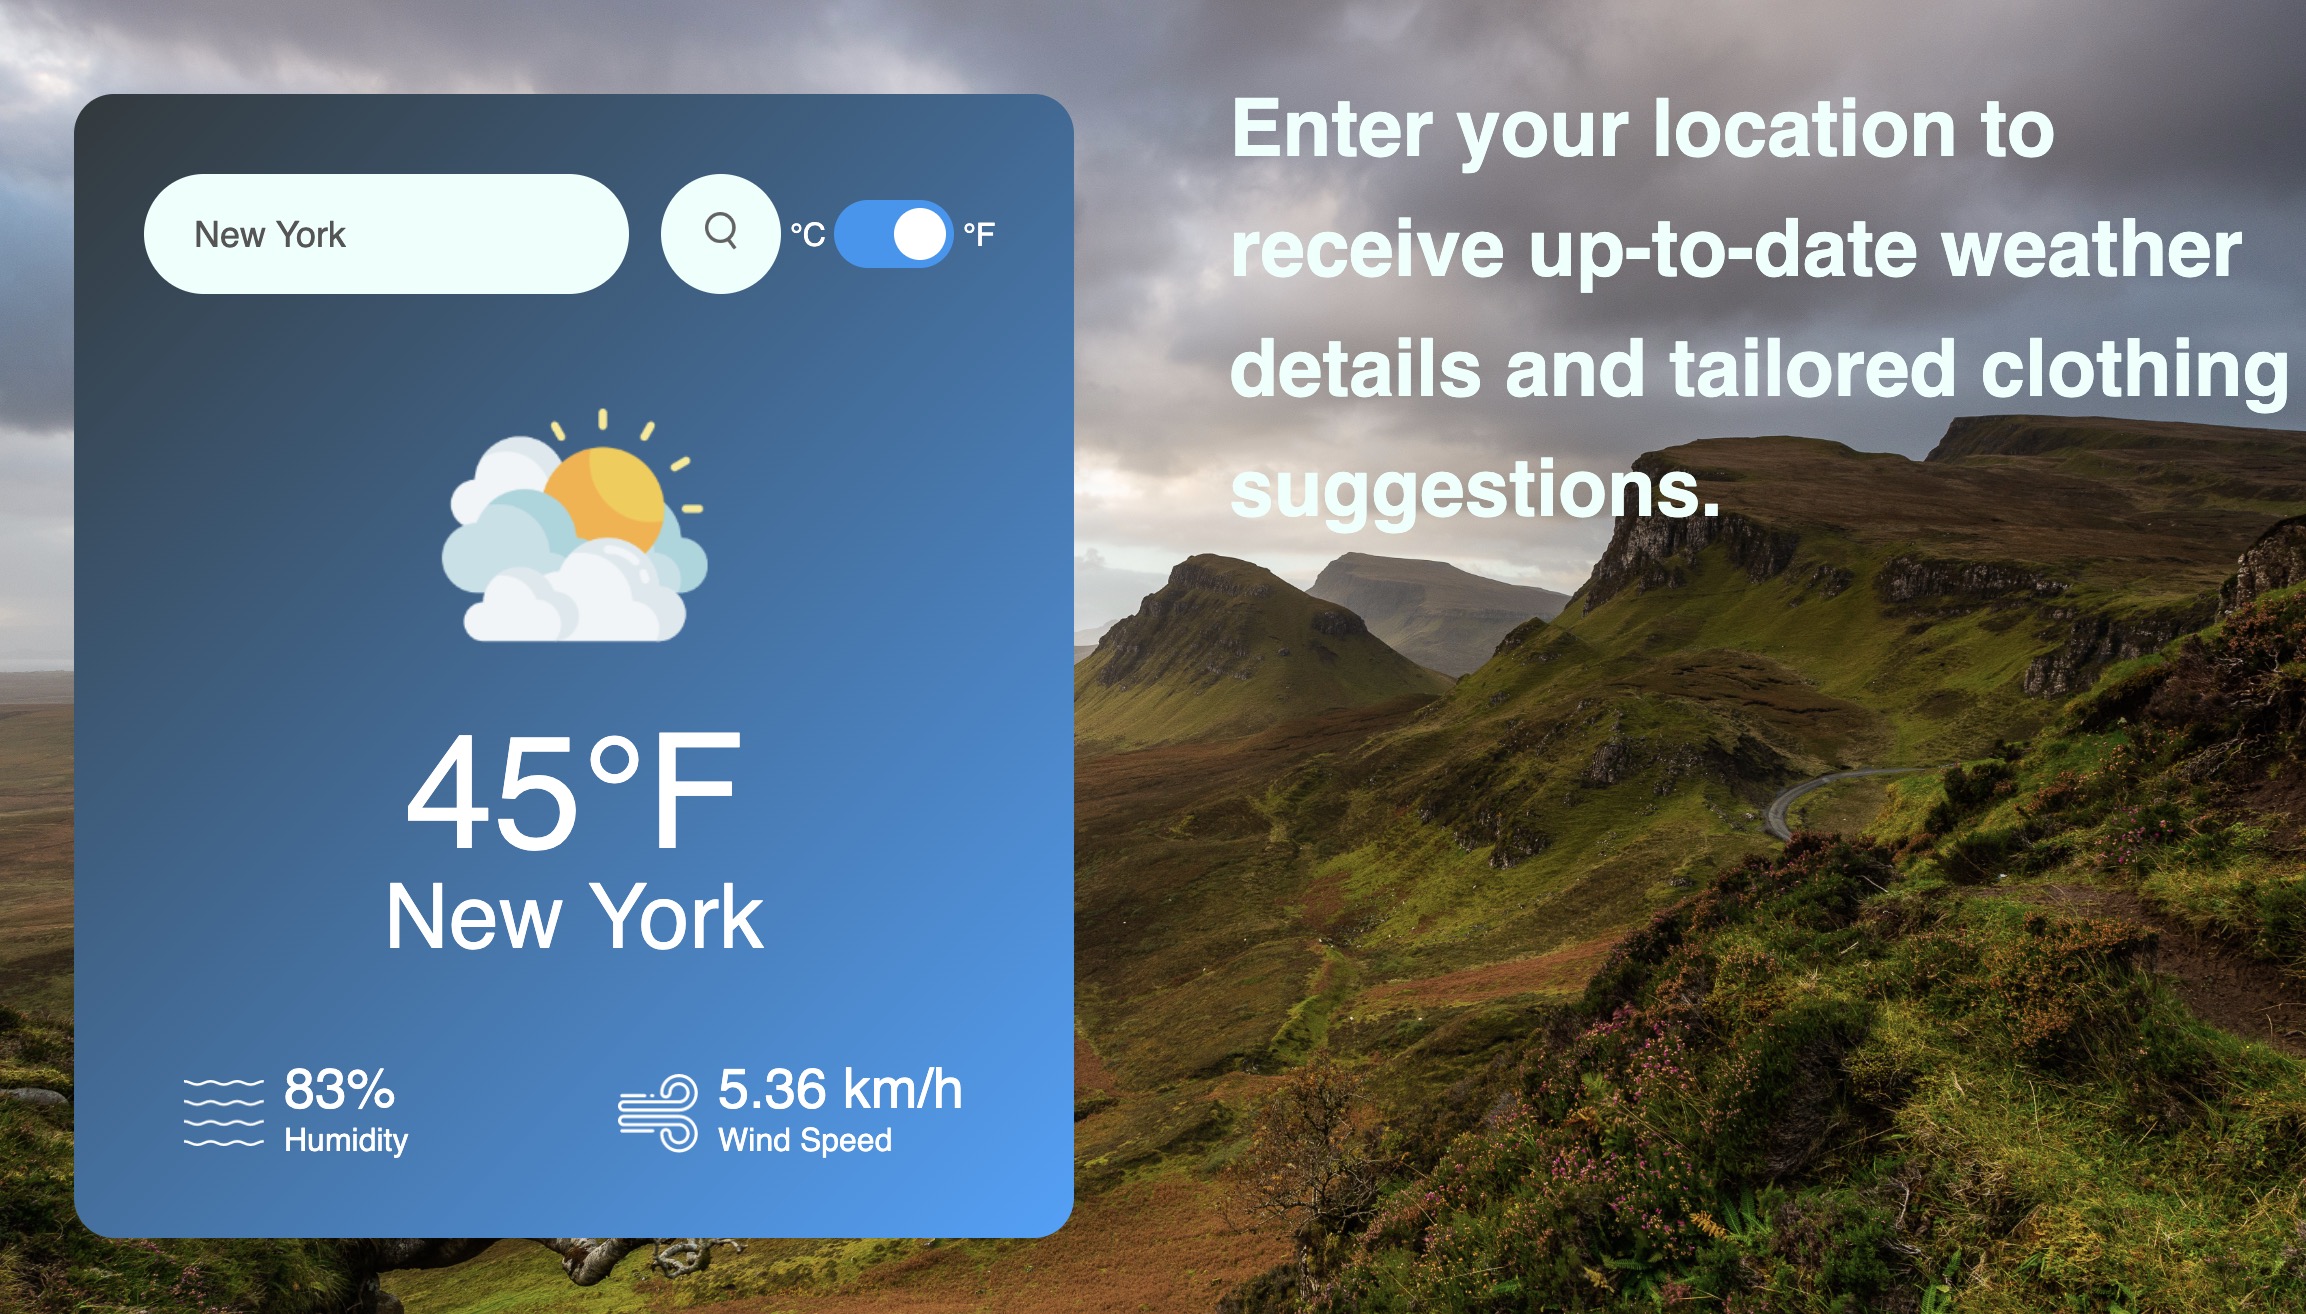 New York
°C
°F
45°F
New York
83%
Humidity
5.36 km/h
Wind Speed
Enter your location to
receive up-to-date weather
details and tailored clothing
suggestions.